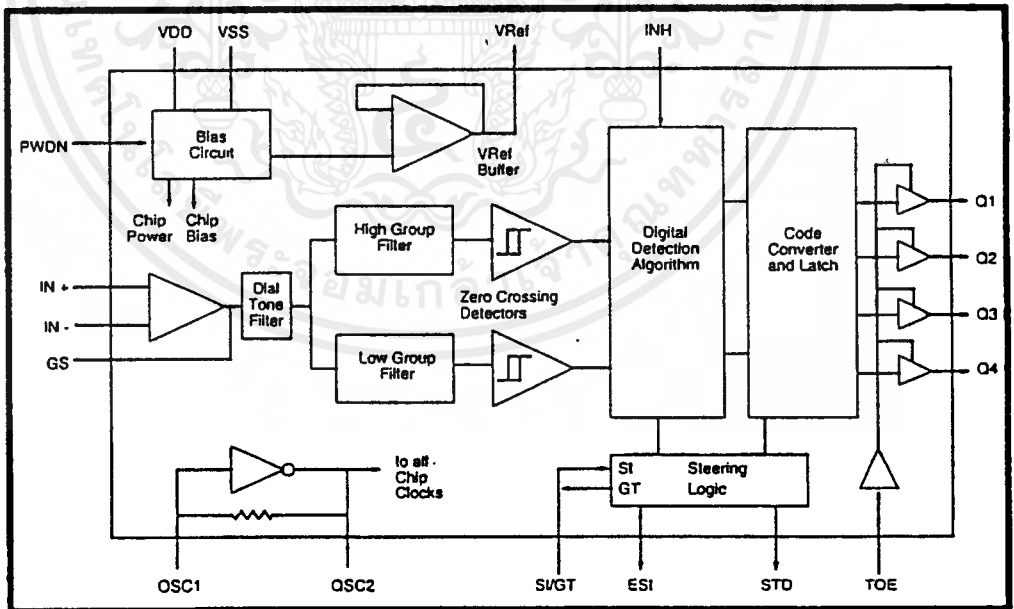 VDD VSS VRef INH
PWDN
Bias
Circuit
VRef
Buffer
Chip
Power
Chip
Bias
High Group
Filter
Digital
Detection
Algorithm
Code
Converter
and Latch
Q1
Q2
Q3
Q4
IN +
IN -
GS
Dial
Tone
Filter
Zero Crossing
Detectors
Low Group
Filter
to all
Chip
Clocks
St
GT
Steering
Logic
OSC1 OSC2 St/GT ESt STD TOE